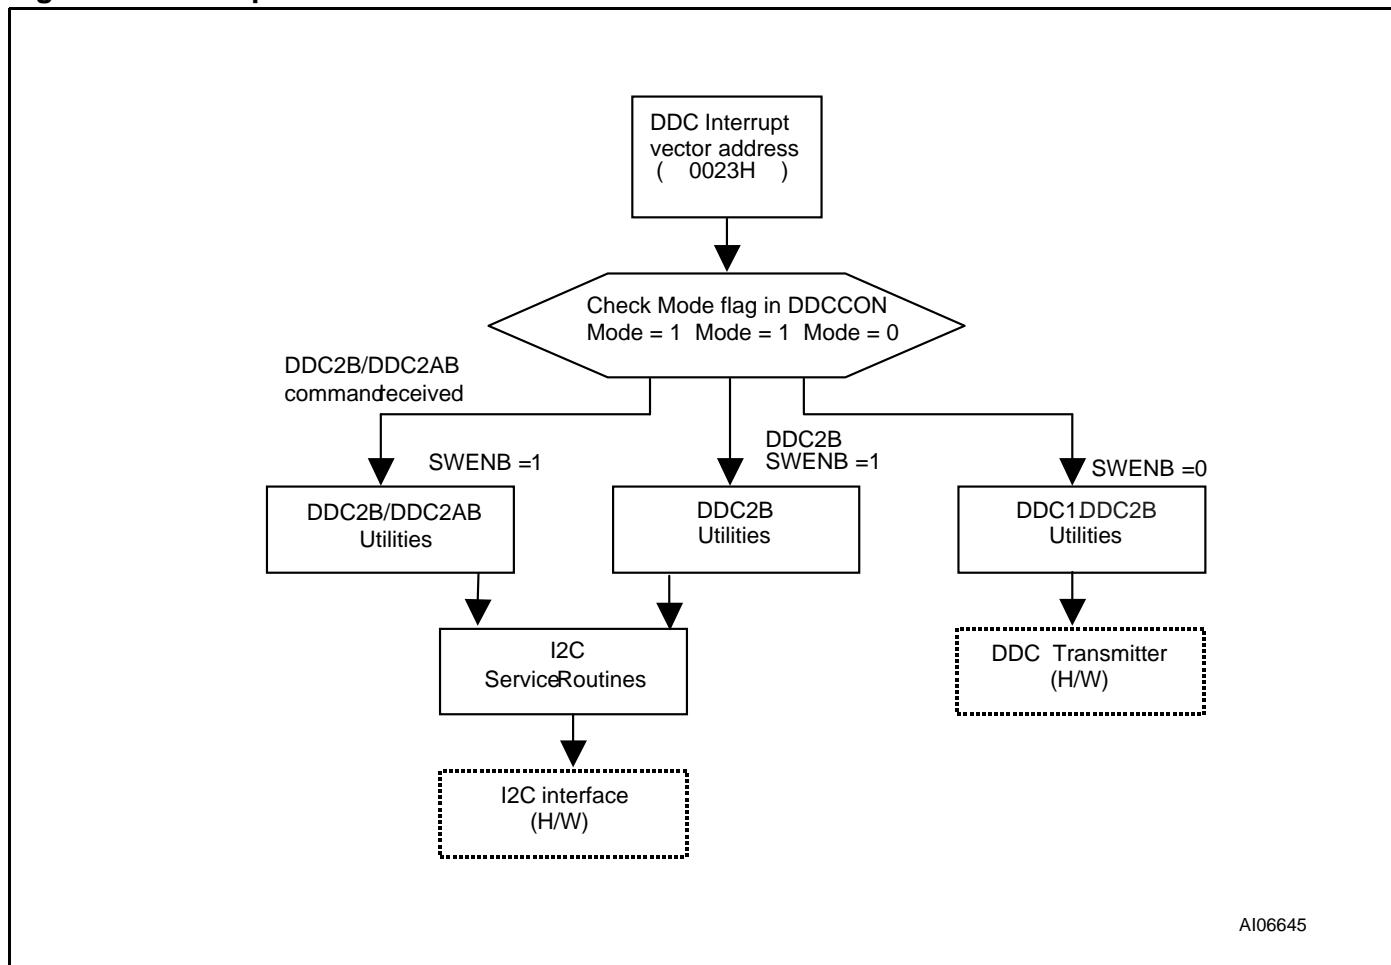 DDC Interrupt
vector address
( 0023H )
Check Mode flag in DDCCON
Mode = 1 Mode = 1 Mode = 0
DDC2B/DDC2AB
commandreceived
SWENB =1
DDC2B
SWENB =1
SWENB =0
DDC2B/DDC2AB
Utilities
DDC2B
Utilities
DDC1.DDC2B
Utilities
I2C
ServiceRoutines
DDC Transmitter
(H/W)
I2C interface
(H/W)
AI06645